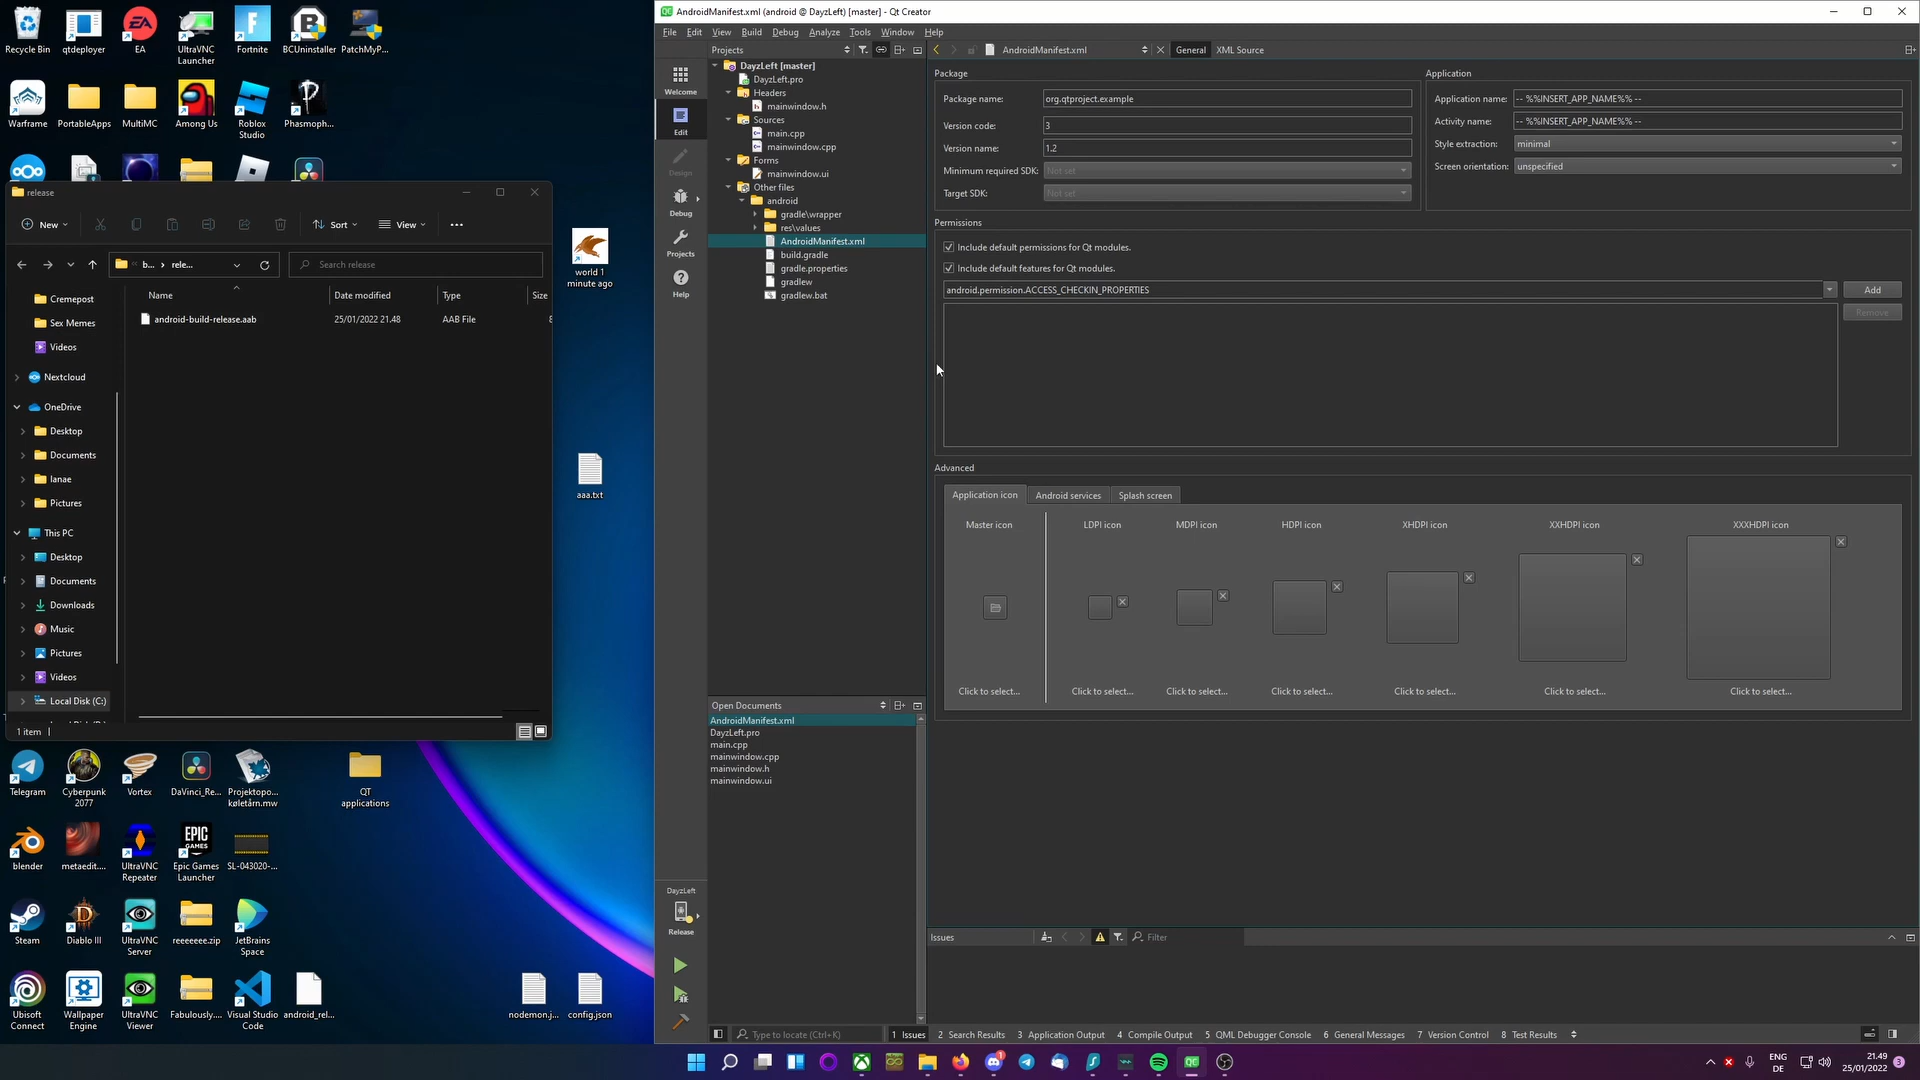 Recycle Bin
qtdeployer
EA
UltraVNC
Launcher
Fortnite
BCUninstaller
PatchMyP...
Warframe
PortableApps
MultiMC
Among Us
Roblox
Studio
Phasmoph...
release
New
Sort
View
b...
rele...
Search release
Cremepost
Sex Memes
Videos
Nextcloud
OneDrive
Desktop
Documents
Ianae
Pictures
This PC
Desktop
Documents
Downloads
Music
Pictures
Videos
Local Disk (C:)
Name
Date modified
Type
Size
android-build-release.aab
25/01/2022 21.48
AAB File
8
1 item
world 1
minute ago
aaa.txt
Telegram
Cyberpunk
2077
Vortex
DaVinci_Re...
Projektopo...
køletårn.mw
QT
applications
blender
metaedit....
UltraVNC
Repeater
EPIC
GAMES
Epic Games
Launcher
SL-043020-...
Steam
Diablo III
UltraVNC
Server
reeeeeee.zip
JetBrains
Space
Ubisoft
Connect
Wallpaper
Engine
UltraVNC
Viewer
Fabulously....
Visual Studio
Code
android_rel...
nodemon.j...
config.json
AndroidManifest.xml (android @ DayzLeft) [master] - Qt Creator
File Edit View Build Debug Analyze Tools Window Help
Projects
AndroidManifest.xml
General
XML Source
Welcome
Edit
Design
Debug
Projects
Help
DayzLeft [master]
DayzLeft.pro
Headers
mainwindow.h
Sources
main.cpp
mainwindow.cpp
Forms
mainwindow.ui
Other files
android
gradle\wrapper
res\values
AndroidManifest.xml
build.gradle
gradle.properties
gradlew
gradlew.bat
Open Documents
AndroidManifest.xml
DayzLeft.pro
main.cpp
mainwindow.cpp
mainwindow.h
mainwindow.ui
DayzLeft
Release
Package
Package name: org.qtproject.example
Version code: 3
Version name: 1.2
Minimum required SDK: Not set
Target SDK: Not set
Application
Application name: -- %%INSERT_APP_NAME%% --
Activity name: -- %%INSERT_APP_NAME%% --
Style extraction: minimal
Screen orientation: unspecified
Permissions
Include default permissions for Qt modules.
Include default features for Qt modules.
android.permission.ACCESS_CHECKIN_PROPERTIES
Add
Remove
Advanced
Application icon
Android services
Splash screen
Master icon LDPI icon MDPI icon HDPI icon XHDPI icon XXHDPI icon XXXHDPI icon
Click to select... Click to select... Click to select... Click to select... Click to select... Click to select... Click to select...
Issues
Filter
Type to locate (Ctrl+K)
1 Issues 2 Search Results 3 Application Output 4 Compile Output 5 QML Debugger Console 6 General Messages 7 Version Control 8 Test Results
1
ENG
DE
21.49
25/01/2022
3